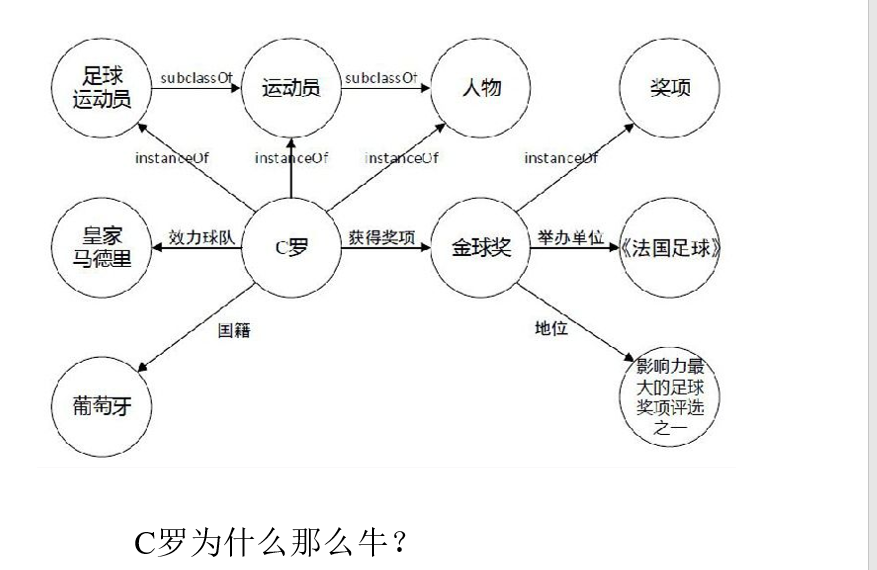 足球
运动员
subclassOf
运动员
subclassOf
人物
奖项
instanceOf
instanceOf
instanceOf
instanceOf
皇家
马德里
效力球队
C罗
获得奖项
金球奖
举办单位
《法国足球》
国籍
地位
葡萄牙
影响力最
大的足球
奖项评选
之一
C罗为什么那么牛?